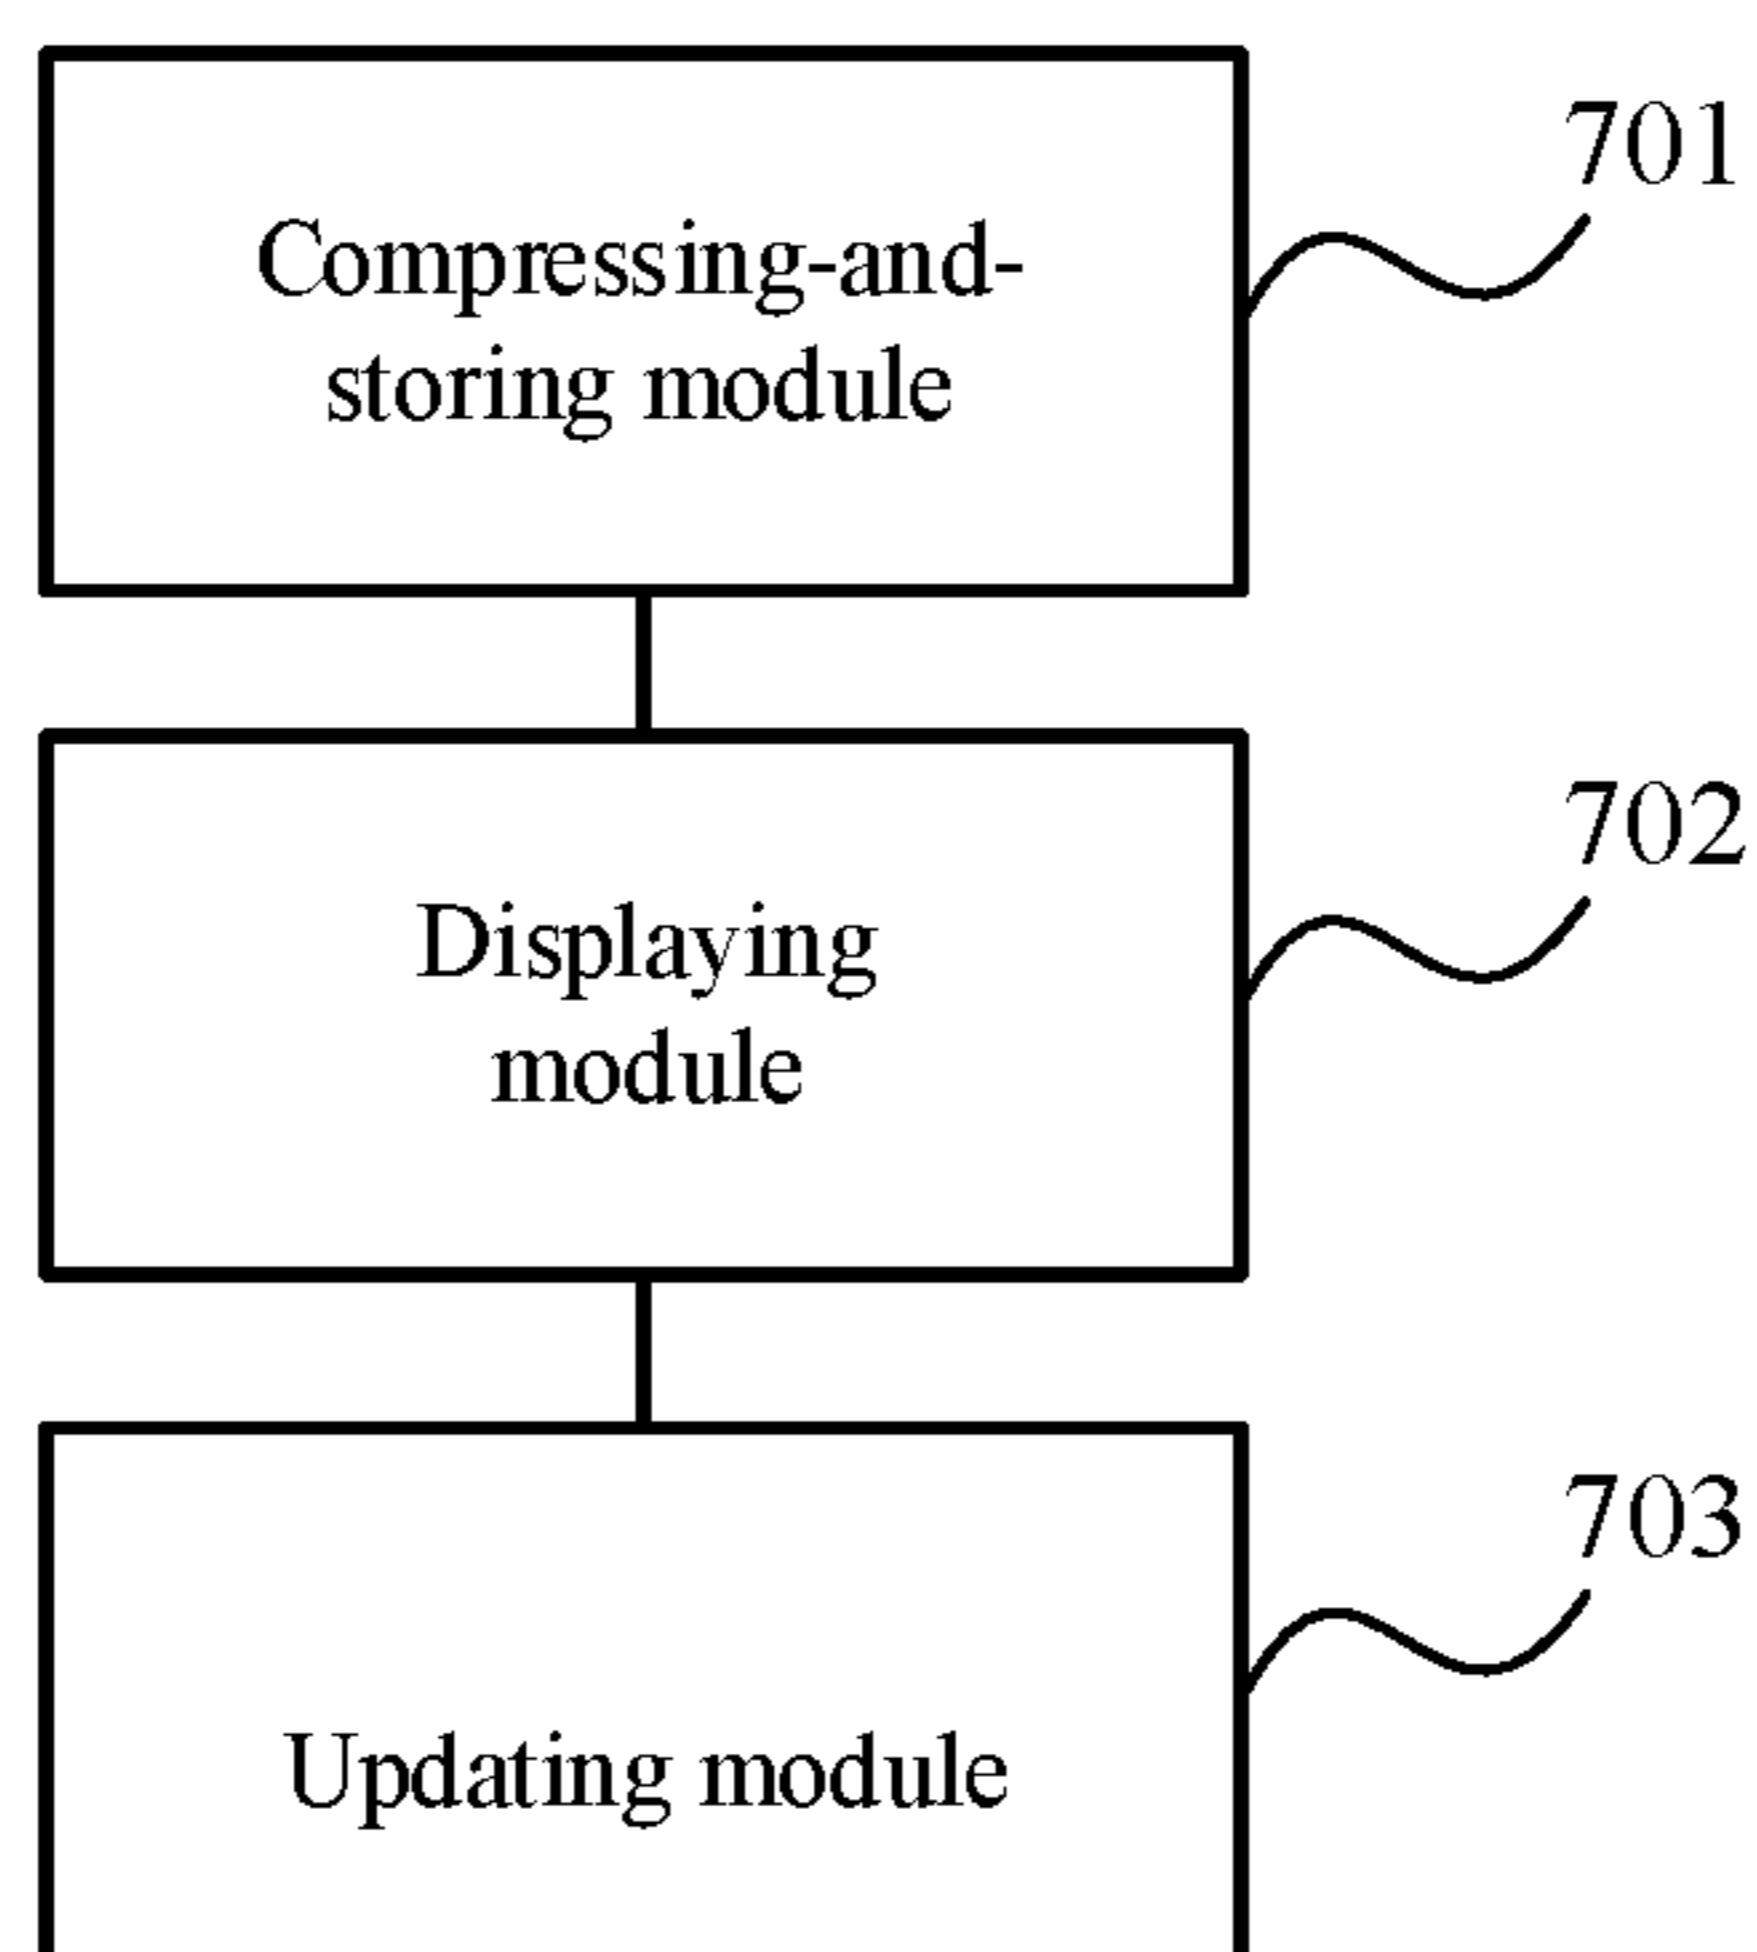 701
Compressing-and-
storing module
702
Displaying
module
703
Updating module